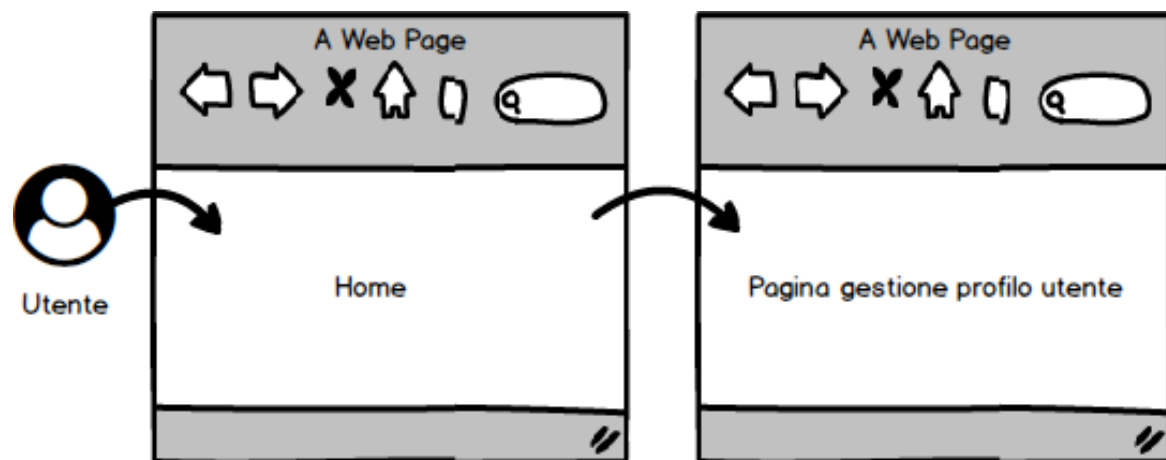 A Web Page
A Web Page
Utente
Home
Pagina gestione profilo utente